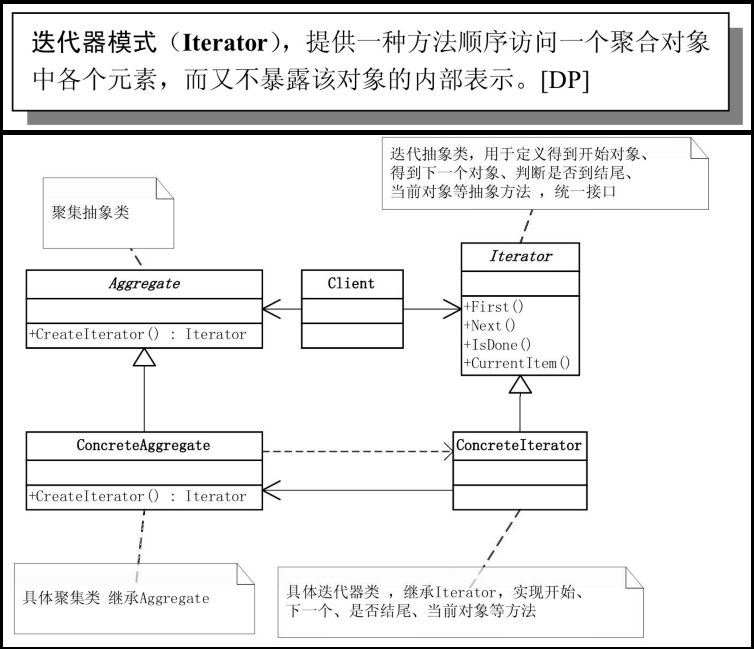 迭代器模式（Iterator），提供一种方法顺序访问一个聚合对象
中各个元素，而又不暴露该对象的内部表示。[DP]
迭代抽象类，用于定义得到开始对象、
得到下一个对象、判断是否到结尾、
当前对象等抽象方法 ，统一接口
聚集抽象类
Aggregate
+CreateIterator() : Iterator
Client
Iterator
+First()
+Next()
+IsDone()
+CurrentItem()
ConcreteAggregate
+CreateIterator() : Iterator
ConcreteIterator
具体聚集类 继承Aggregate
具体迭代器类 ，继承Iterator，实现开始、
下一个、是否结尾、当前对象等方法